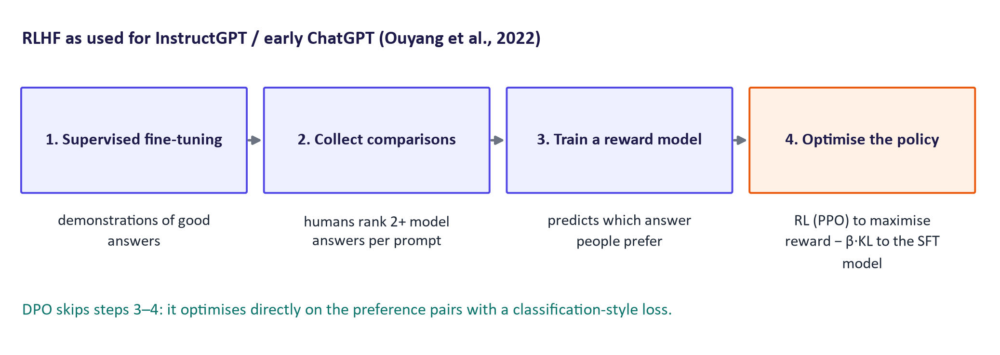 RLHF as used for InstructGPT / early ChatGPT (Ouyang et al., 2022)
1. Supervised fine-tuning
2. Collect comparisons
3. Train a reward model
4. Optimise the policy
demonstrations of good
answers
humans rank 2+ model
answers per prompt
predicts which answer
people prefer
RL (PPO) to maximise
reward − β·KL to the SFT
model
DPO skips steps 3–4: it optimises directly on the preference pairs with a classification-style loss.